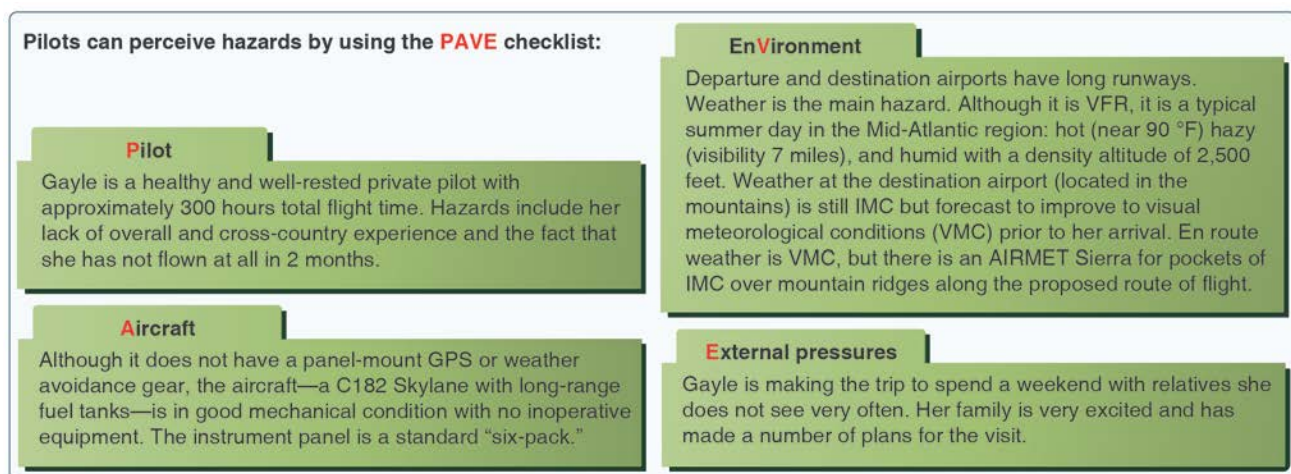 Pilots can perceive hazards by using the PAVE checklist:
Pilot
Gayle is a healthy and well-rested private pilot with
approximately 300 hours total flight time. Hazards include her
lack of overall and cross-country experience and the fact that
she has not flown at all in 2 months.
Aircraft
Although it does not have a panel-mount GPS or weather
avoidance gear, the aircraft—a C182 Skylane with long-range
fuel tanks—is in good mechanical condition with no inoperative
equipment. The instrument panel is a standard “six-pack.”
EnVironment
Departure and destination airports have long runways.
Weather is the main hazard. Although it is VFR, it is a typical
summer day in the Mid-Atlantic region: hot (near 90 °F) hazy
(visibility 7 miles), and humid with a density altitude of 2,500
feet. Weather at the destination airport (located in the
mountains) is still IMC but forecast to improve to visual
meteorological conditions (VMC) prior to her arrival. En route
weather is VMC, but there is an AIRMET Sierra for pockets of
IMC over mountain ridges along the proposed route of flight.
External pressures
Gayle is making the trip to spend a weekend with relatives she
does not see very often. Her family is very excited and has
made a number of plans for the visit.